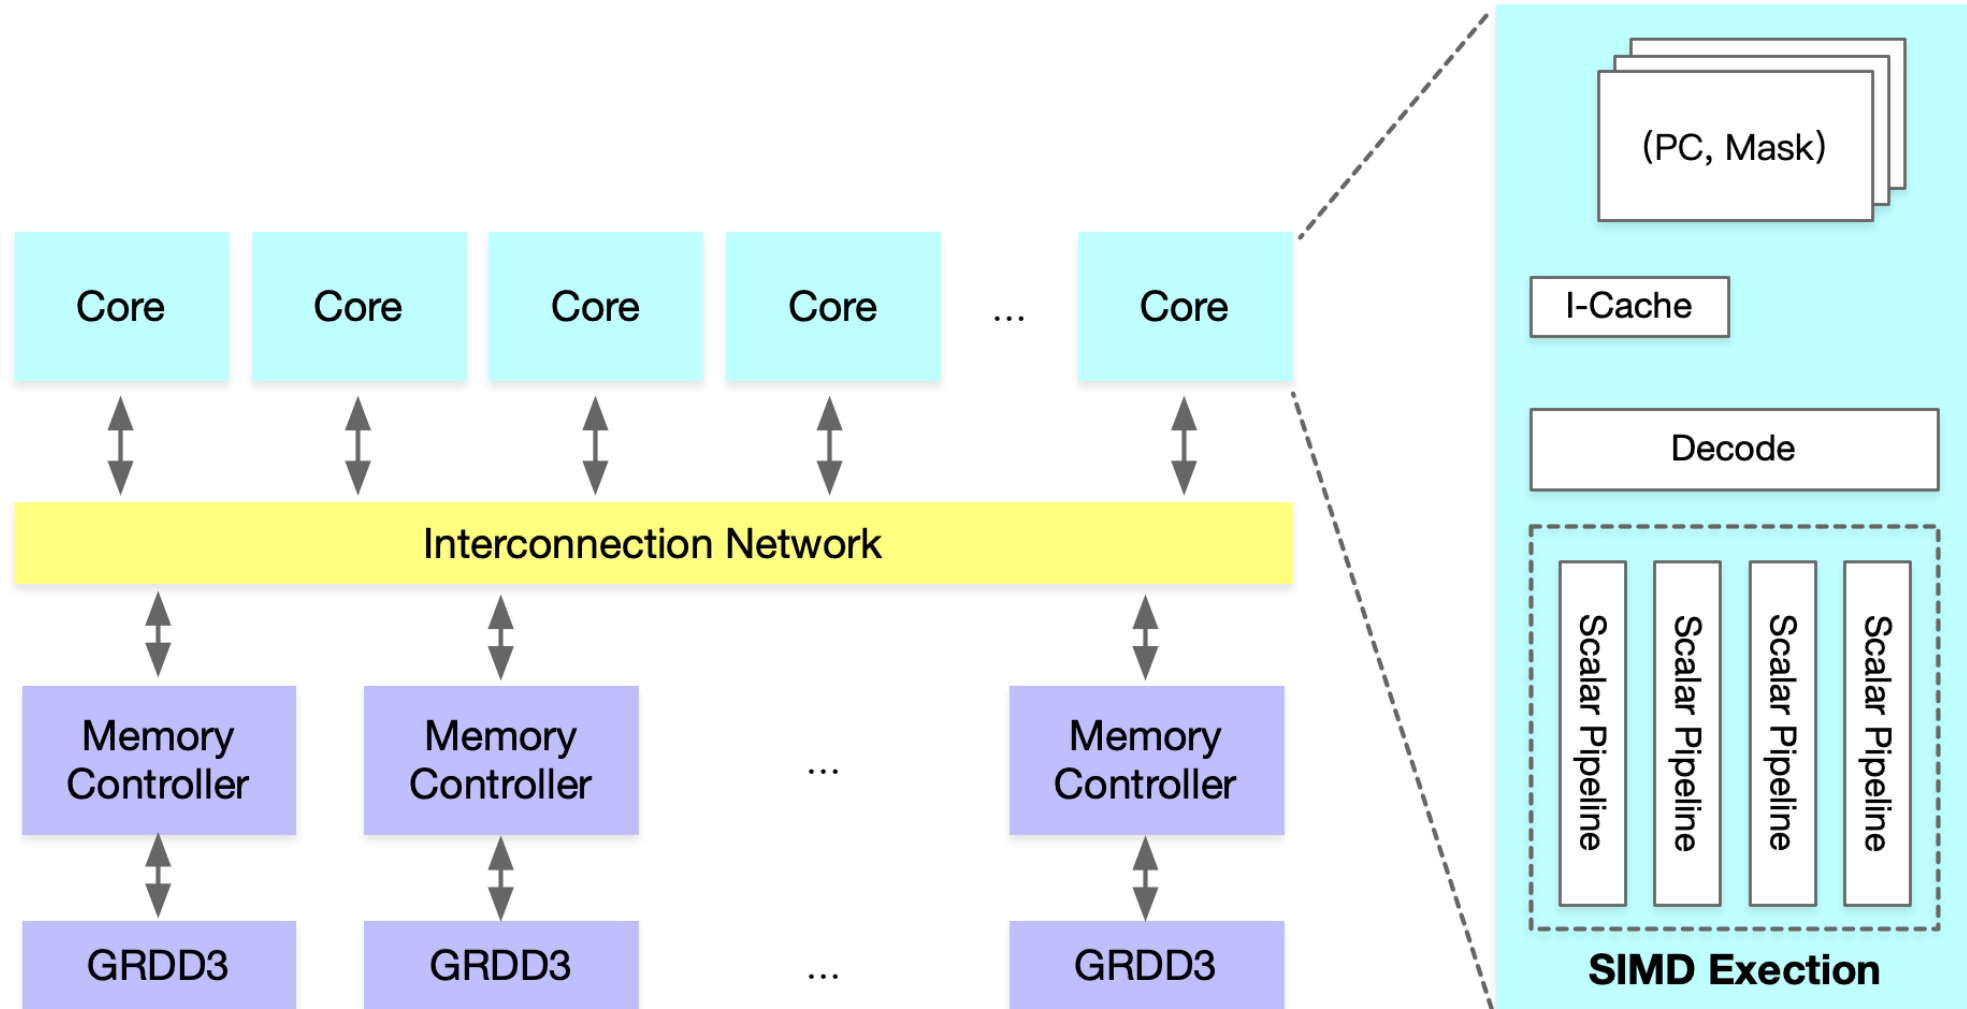 (PC, Mask)
Core
Core
Core
Core
...
Core
I-Cache
Decode
Interconnection Network
Scalar Pipeline
Scalar Pipeline
Scalar Pipeline
Scalar Pipeline
Memory
Controller
Memory
Controller
...
Memory
Controller
GRDD3
GRDD3
...
GRDD3
SIMD Exection